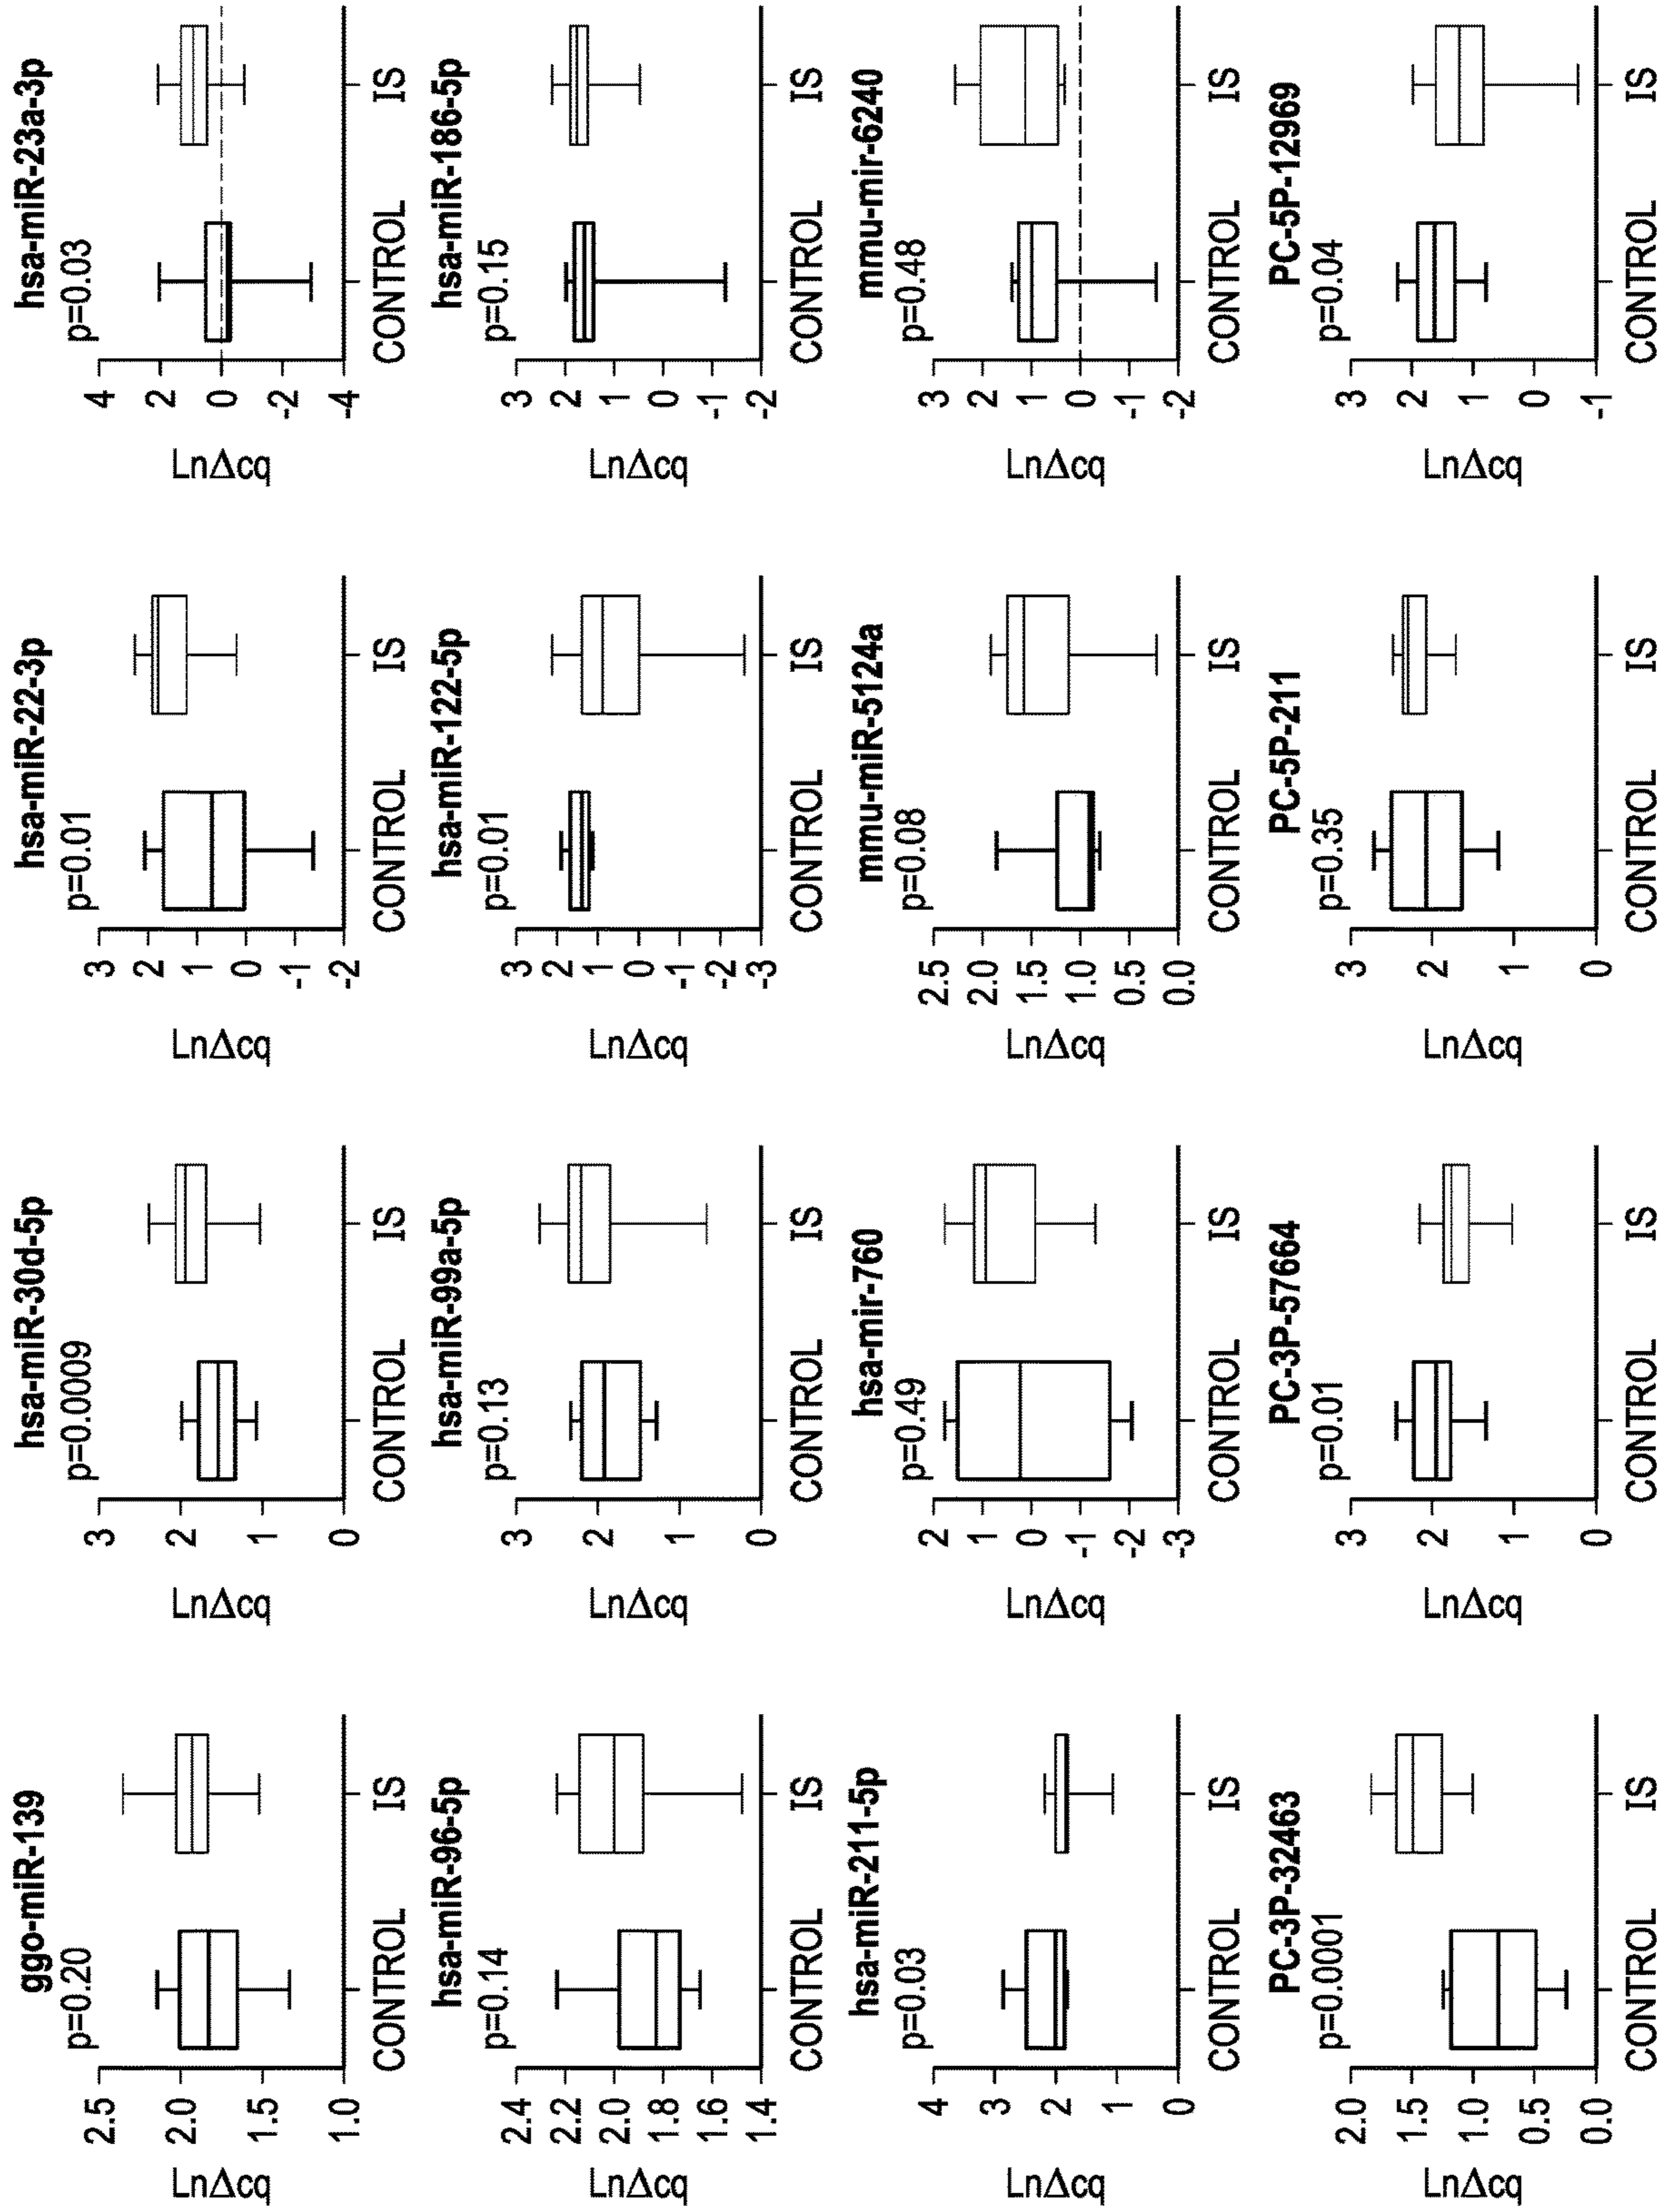 ggo-miR-139
p=0.20
2.5
2.0
1.5
1.0
LnΔcq
CONTROL IS
hsa-miR-30d-5p
p=0.0009
3
2
1
0
LnΔcq
CONTROL IS
hsa-miR-22-3p
p=0.01
3
2
1
0
-1
-2
LnΔcq
CONTROL IS
hsa-miR-23a-3p
p=0.03
4
2
0
-2
-4
LnΔcq
CONTROL IS
hsa-miR-96-5p
p=0.14
2.4
2.2
2.0
1.8
1.6
1.4
LnΔcq
CONTROL IS
hsa-miR-99a-5p
p=0.13
3
2
1
0
LnΔcq
CONTROL IS
hsa-miR-122-5p
p=0.01
3
2
1
0
-1
-2
-3
LnΔcq
CONTROL IS
hsa-miR-186-5p
p=0.15
3
2
1
0
-1
-2
LnΔcq
CONTROL IS
hsa-miR-211-5p
p=0.03
4
3
2
1
0
LnΔcq
CONTROL IS
hsa-mir-760
p=0.49
2
1
0
-1
-2
-3
LnΔcq
CONTROL IS
mmu-miR-5124a
p=0.08
2.5
2.0
1.5
1.0
0.5
0.0
LnΔcq
CONTROL IS
mmu-mir-6240
p=0.48
3
2
1
0
-1
-2
LnΔcq
CONTROL IS
PC-3P-32463
p=0.0001
2.0
1.5
1.0
0.5
0.0
LnΔcq
CONTROL IS
PC-3P-57664
p=0.01
3
2
1
0
LnΔcq
CONTROL IS
PC-5P-211
p=0.35
3
2
1
0
LnΔcq
CONTROL IS
PC-5P-12969
p=0.04
3
2
1
0
-1
LnΔcq
CONTROL IS